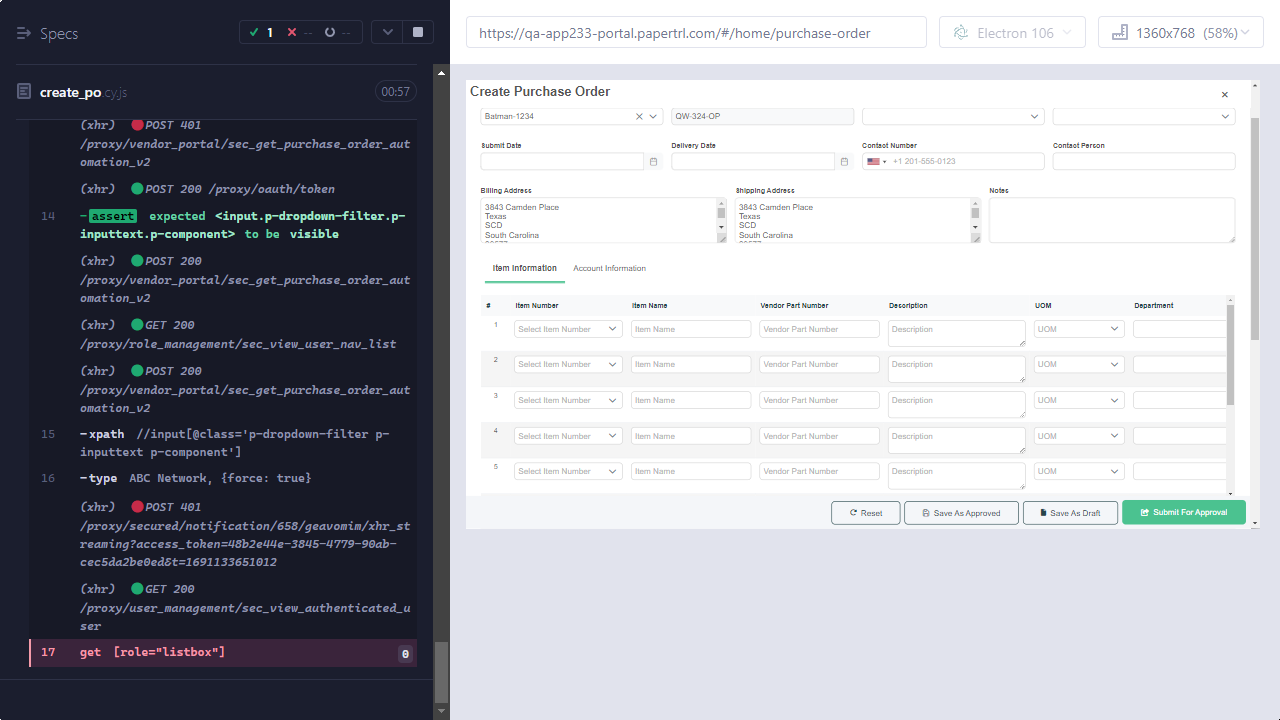 Specs
1
--
--
https://qa-app233-portal.papertrl.com/#/home/purchase-order
Electron 106
1360x768 (58%)
create_po.cy.js
00:57
(xhr) POST 401
/proxy/vendor_portal/sec_get_purchase_order_aut
omation_v2
(xhr) POST 200 /proxy/oauth/token
14 -assert expected <input.p-dropdown-filter.p-
inputtext.p-component> to be visible
(xhr) POST 200
/proxy/vendor_portal/sec_get_purchase_order_aut
omation_v2
(xhr) GET 200
/proxy/role_management/sec_view_user_nav_list
(xhr) POST 200
/proxy/vendor_portal/sec_get_purchase_order_aut
omation_v2
15 -xpath //input[@class='p-dropdown-filter p-
inputtext p-component']
16 -type ABC Network, {force: true}
(xhr) POST 401
/proxy/secured/notification/658/geavomim/xhr_st
reaming?access_token=48b2e44e-3845-4779-90ab-
cec5da2be0ed&t=1691133651012
(xhr) GET 200
/proxy/user_management/sec_view_authenticated_u
ser
17 get [role="listbox"] 0
Create Purchase Order
Batman-1234
QW-324-OP
Submit Date
Delivery Date
Contact Number
Contact Person
+1 201-555-0123
Billing Address
Shipping Address
Notes
3843 Camden Place
Texas
SCD
South Carolina
3843 Camden Place
Texas
SCD
South Carolina
Item Information
Account Information
# Item Number Item Name Vendor Part Number Description UOM Department
1 Select Item Number Item Name Vendor Part Number Description UOM
2 Select Item Number Item Name Vendor Part Number Description UOM
3 Select Item Number Item Name Vendor Part Number Description UOM
4 Select Item Number Item Name Vendor Part Number Description UOM
5 Select Item Number Item Name Vendor Part Number Description UOM
Reset
Save As Approved
Save As Draft
Submit For Approval